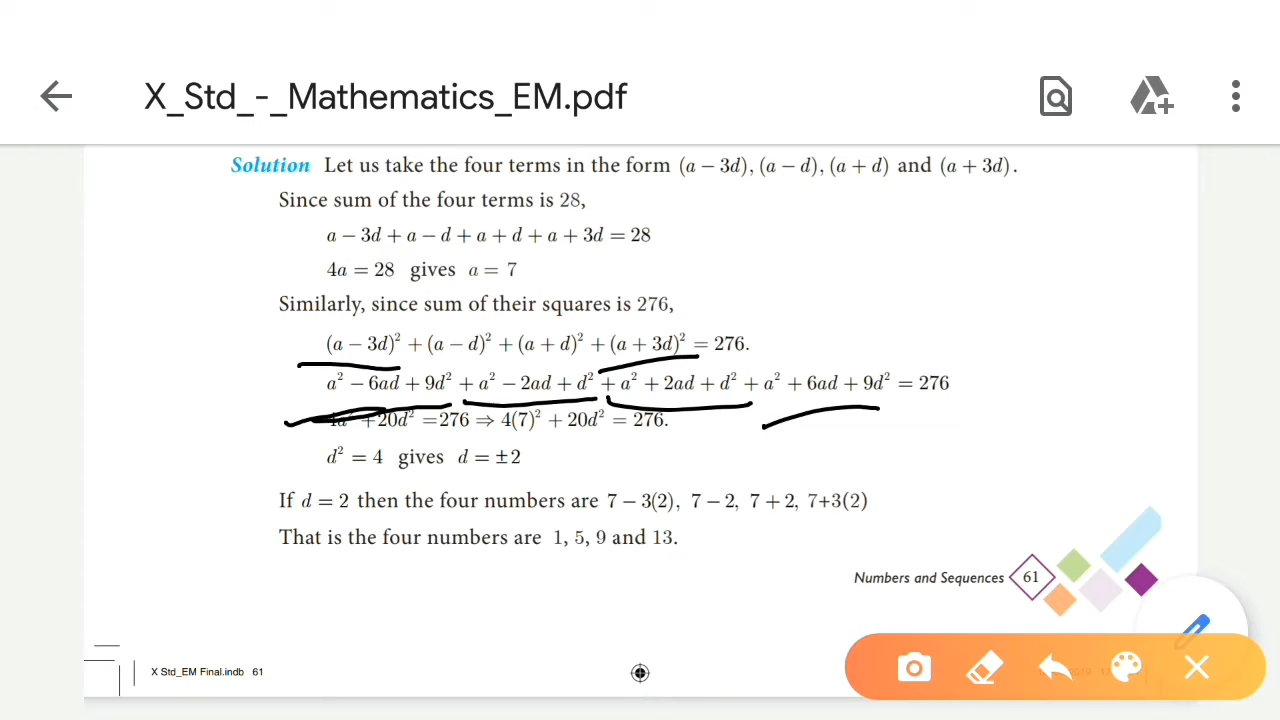 X_Std_-_Mathematics_EM.pdf
Solution Let us take the four terms in the form (a − 3d), (a − d), (a + d) and (a + 3d).
Since sum of the four terms is 28,
a − 3d + a − d + a + d + a + 3d = 28
4a = 28 gives a = 7
Similarly, since sum of their squares is 276,
(a − 3d)² + (a − d)² + (a + d)² + (a + 3d)² = 276.
a² − 6ad + 9d² + a² − 2ad + d² + a² + 2ad + d² + a² + 6ad + 9d² = 276
4a² + 20d² = 276 ⇒ 4(7)² + 20d² = 276.
d² = 4 gives d = ±2
If d = 2 then the four numbers are 7 − 3(2), 7 − 2, 7 + 2, 7+3(2)
That is the four numbers are 1, 5, 9 and 13.
Numbers and Sequences 61
X Std_EM Final.indb 61